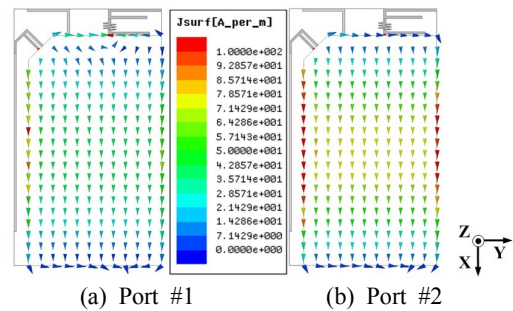 Jsurf[A_per_m]
1.0000e+002
9.2857e+001
8.5714e+001
7.8571e+001
7.1429e+001
6.4286e+001
5.7143e+001
5.0000e+001
4.2857e+001
3.5714e+001
2.8571e+001
2.1429e+001
1.4286e+001
7.1429e+000
0.0000e+000
Z
Y
X
(a) Port #1
(b) Port #2